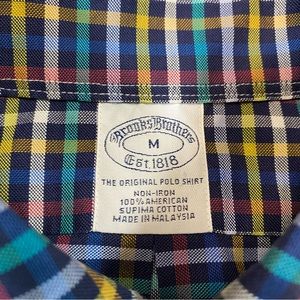 Brooks Brothers
M
Est. 1818
THE ORIGINAL POLO SHIRT
NON-IRON
100% AMERICAN
SUPIMA COTTON
MADE IN MALAYSIA